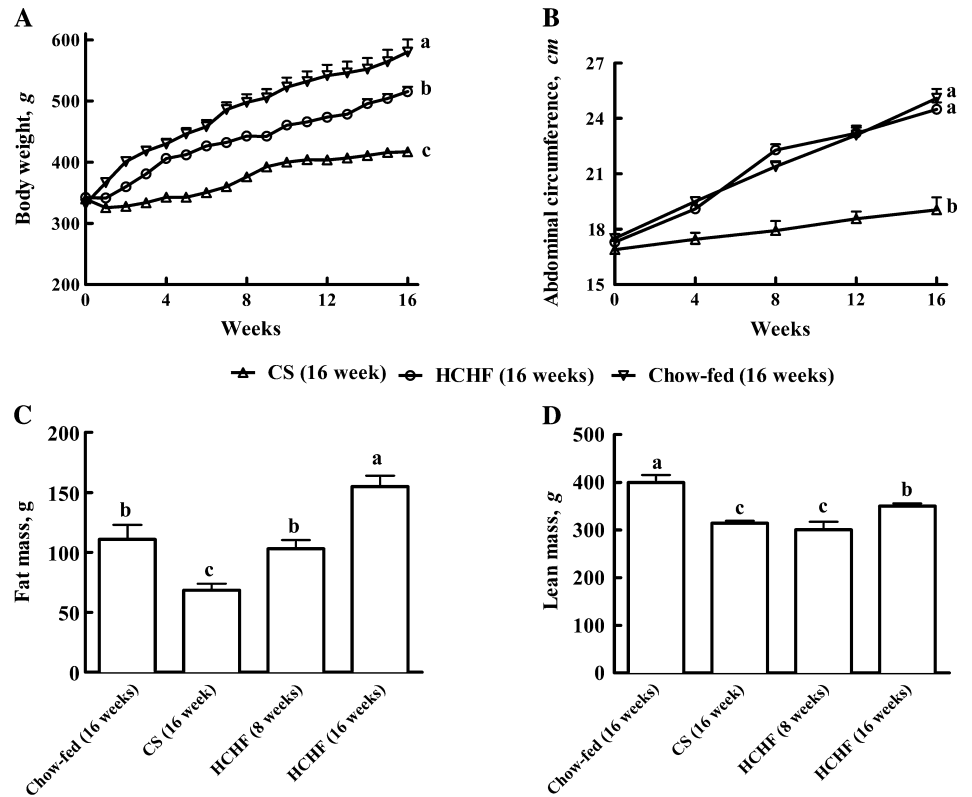 A
Body weight, g
600
500
400
300
200
0 4 8 12 16
Weeks
a
b
c
B
Abdominal circumference, cm
27
24
21
18
15
0 4 8 12 16
Weeks
a
a
b
CS (16 week) HCHF (16 weeks) Chow-fed (16 weeks)
C
Fat mass, g
200
150
100
50
0
b
c
b
a
Chow-fed (16 weeks)
CS (16 week)
HCHF (8 weeks)
HCHF (16 weeks)
D
Lean mass, g
500
400
300
200
100
0
a
c
c
b
Chow-fed (16 weeks)
CS (16 week)
HCHF (8 weeks)
HCHF (16 weeks)